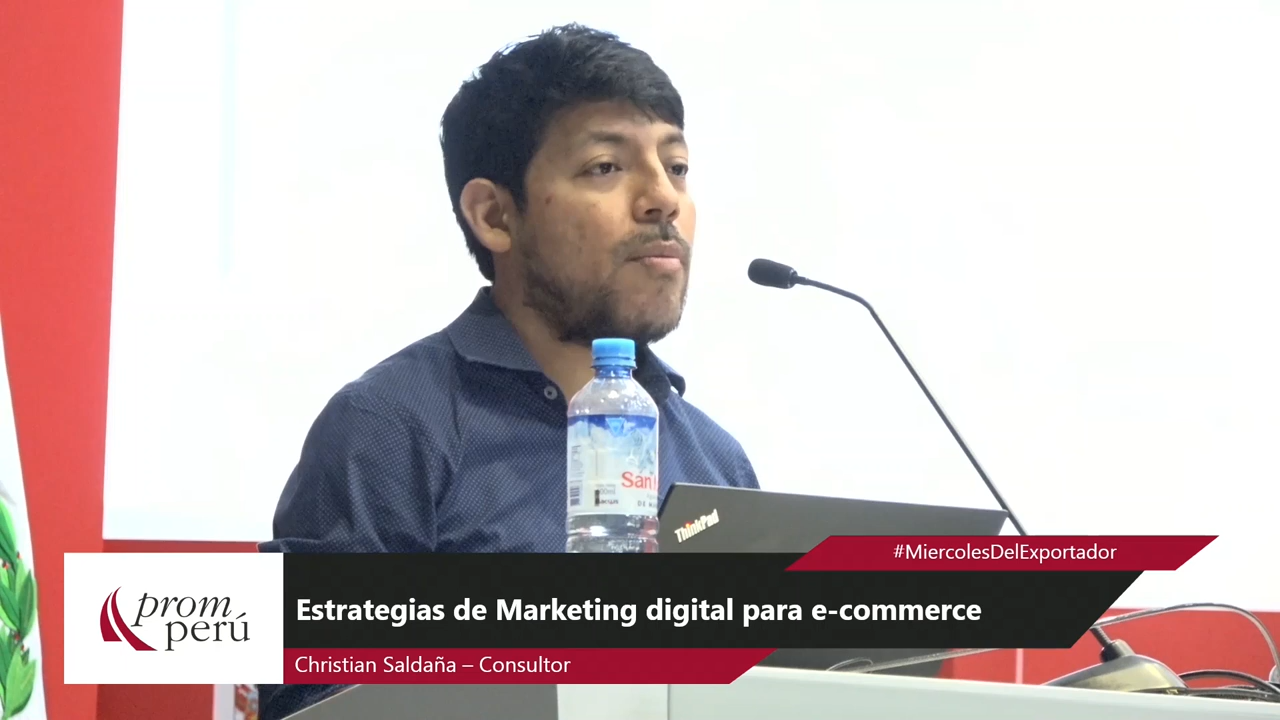 San
ThinkPad
#MiercolesDelExportador
prom
perú
Estrategias de Marketing digital para e-commerce
Christian Saldaña – Consultor